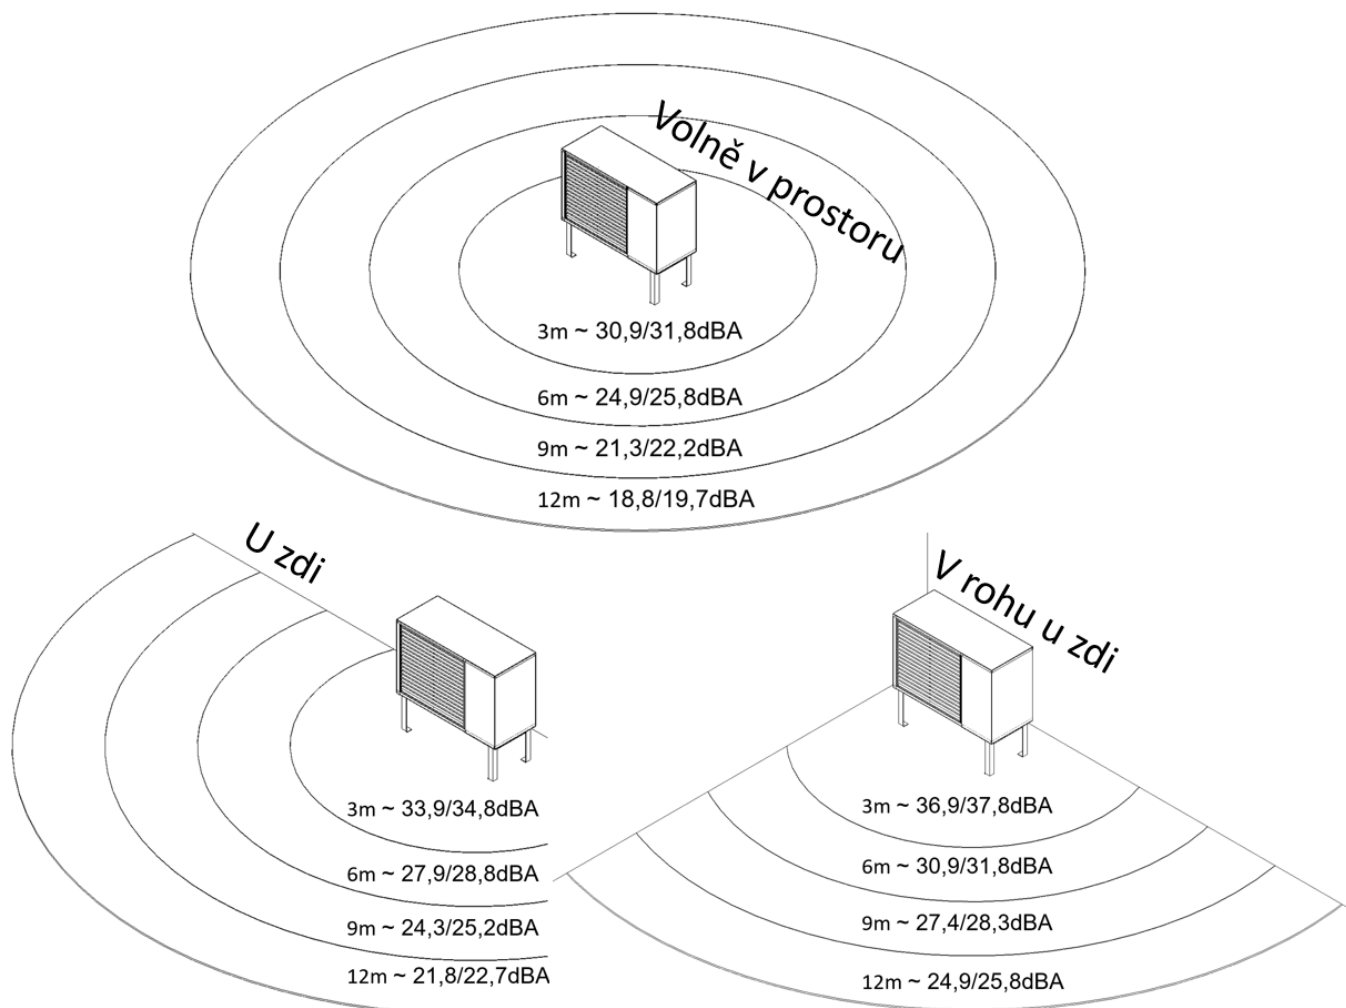 Volně v prostoru
3m ~ 30,9/31,8dBA
6m ~ 24,9/25,8dBA
9m ~ 21,3/22,2dBA
12m ~ 18,8/19,7dBA
U zdi
3m ~ 33,9/34,8dBA
6m ~ 27,9/28,8dBA
9m ~ 24,3/25,2dBA
12m ~ 21,8/22,7dBA
V rohu u zdi
3m ~ 36,9/37,8dBA
6m ~ 30,9/31,8dBA
9m ~ 27,4/28,3dBA
12m ~ 24,9/25,8dBA